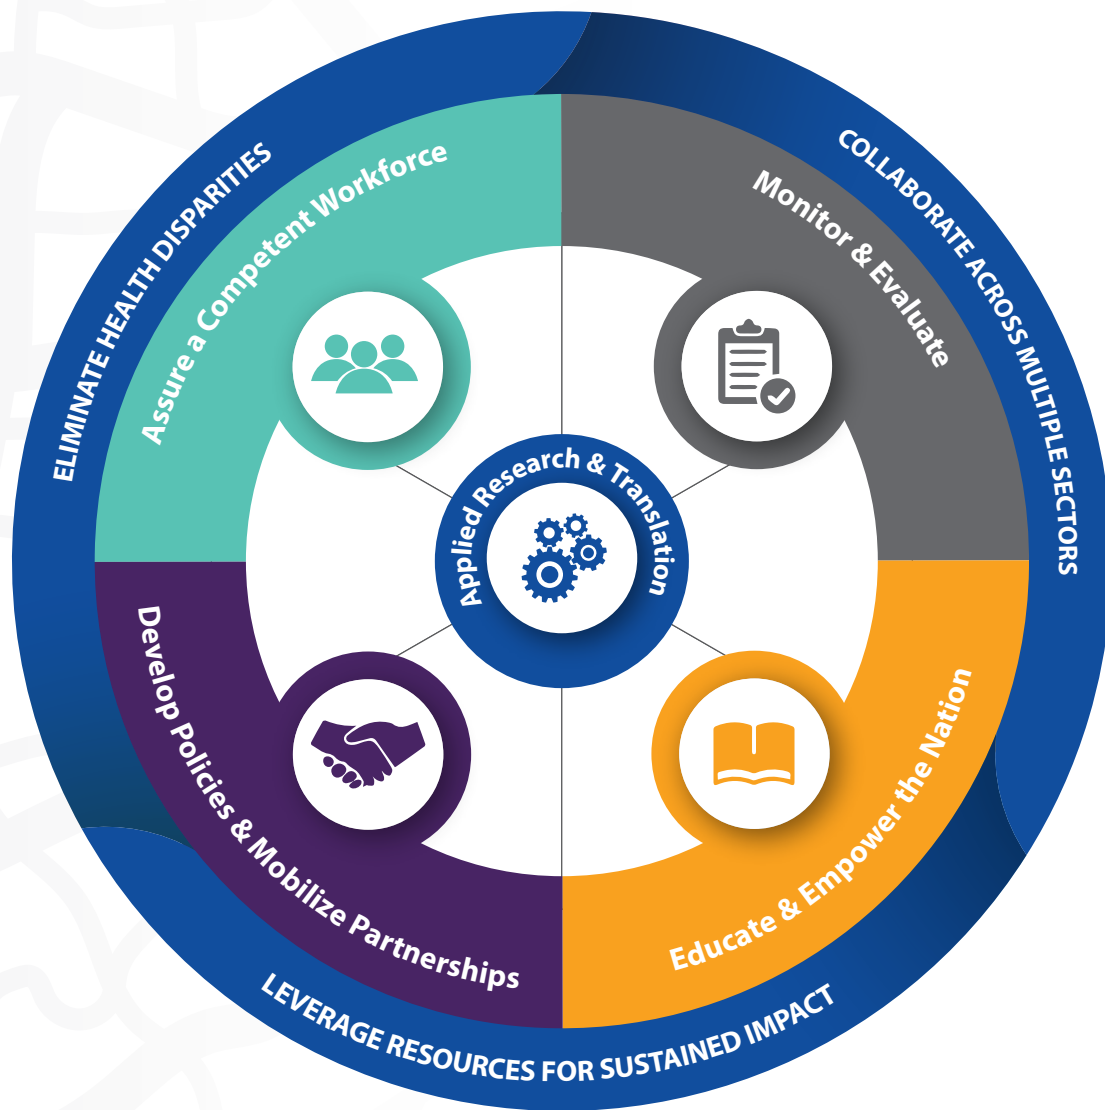 ELIMINATE HEALTH DISPARITIES
COLLABORATE ACROSS MULTIPLE SECTORS
LEVERAGE RESOURCES FOR SUSTAINED IMPACT
Assure a Competent Workforce
Monitor & Evaluate
Applied Research & Translation
Develop Policies & Mobilize Partnerships
Educate & Empower the Nation